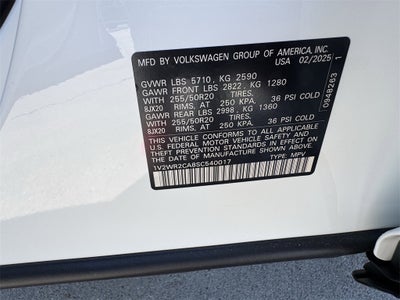 MFD. BY VOLKSWAGEN GROUP OF AMERICA, INC.
USA 02/2025
GVWR LBS 5710, KG 2590
GAWR FRONT LBS 2822, KG 1280
WITH 255/50R20
8JX20 RIMS, AT 250 KPA, 36 PSI COLD
GAWR REAR LBS 2998, KG 1360
WITH 255/50R20
8JX20 RIMS, AT 250 KPA, 36 PSI COLD
THIS VEHICLE CONFORMS TO ALL APPLICABLE
FEDERAL MOTOR VEHICLE SAFETY AND
THEFT PREVENTION STANDARDS IN EFFECT ON THE
DATE OF MANUFACTURE SHOWN ABOVE.
1V2WR2CA8SC540017 TYPE: MPV
0948263 1